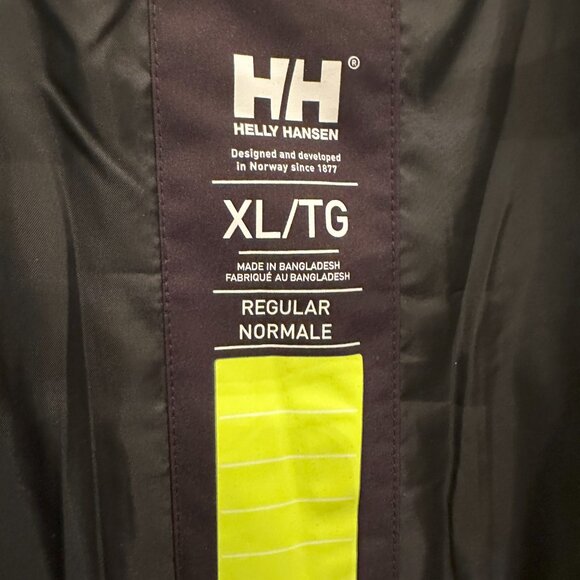 HH®
HELLY HANSEN
Designed and developed
in Norway since 1877
XL/TG
MADE IN BANGLADESH
FABRIQUÉ AU BANGLADESH
REGULAR
NORMALE